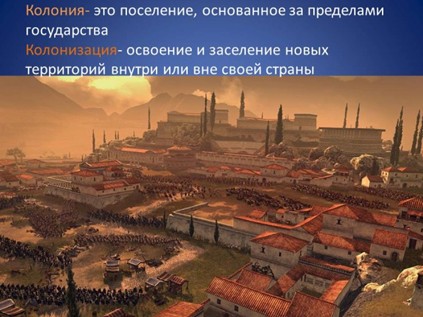 Колония- это поселение, основанное за пределами
государства
Колонизация- освоение и заселение новых
территорий внутри или вне своей страны